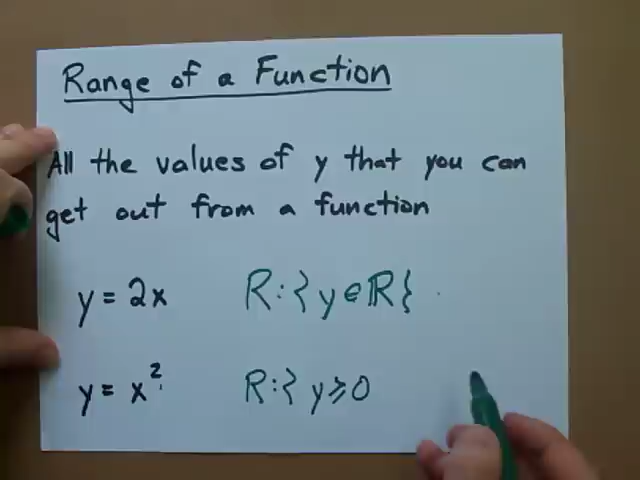 Range of a Function
All the values of y that you can
get out from a function
y = 2x R:{y∈ℝ}
y = x² R:{y≥0